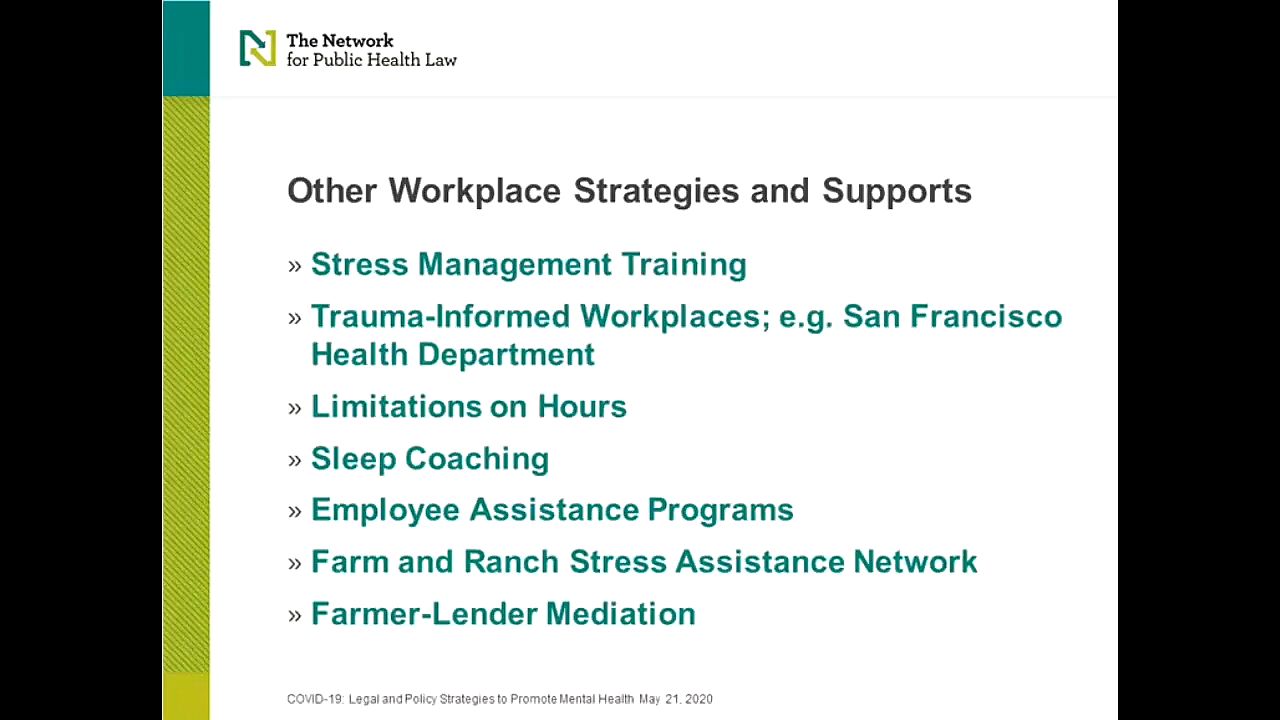 The Network
for Public Health Law
Other Workplace Strategies and Supports
» Stress Management Training
» Trauma-Informed Workplaces; e.g. San Francisco
Health Department
» Limitations on Hours
» Sleep Coaching
» Employee Assistance Programs
» Farm and Ranch Stress Assistance Network
» Farmer-Lender Mediation
COVID-19: Legal and Policy Strategies to Promote Mental Health May 21, 2020